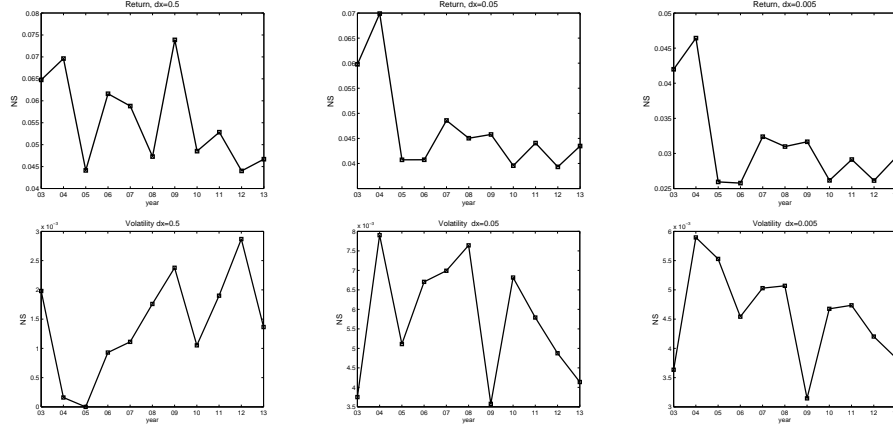 Return, dx=0.5
0.08
0.075
0.07
0.065
0.06
0.055
0.05
0.045
0.04
NS
03 04 05 06 07 08 09 10 11 12 13
year
Return, dx=0.05
0.07
0.065
0.06
0.055
0.05
0.045
0.04
NS
03 04 05 06 07 08 09 10 11 12 13
year
Return, dx=0.005
0.05
0.045
0.04
0.035
0.03
0.025
NS
03 04 05 06 07 08 09 10 11 12
year
Volatility dx=0.5
x 10⁻³
3
2.5
2
1.5
1
0.5
0
NS
03 04 05 06 07 08 09 10 11 12 13
year
Volatility dx=0.05
x 10⁻³
8
7.5
7
6.5
6
5.5
5
4.5
4
3.5
NS
03 04 05 06 07 08 09 10 11 12 13
year
Volatility dx=0.005
x 10⁻³
6
5.5
5
4.5
4
3.5
3
NS
03 04 05 06 07 08 09 10 11 12
year